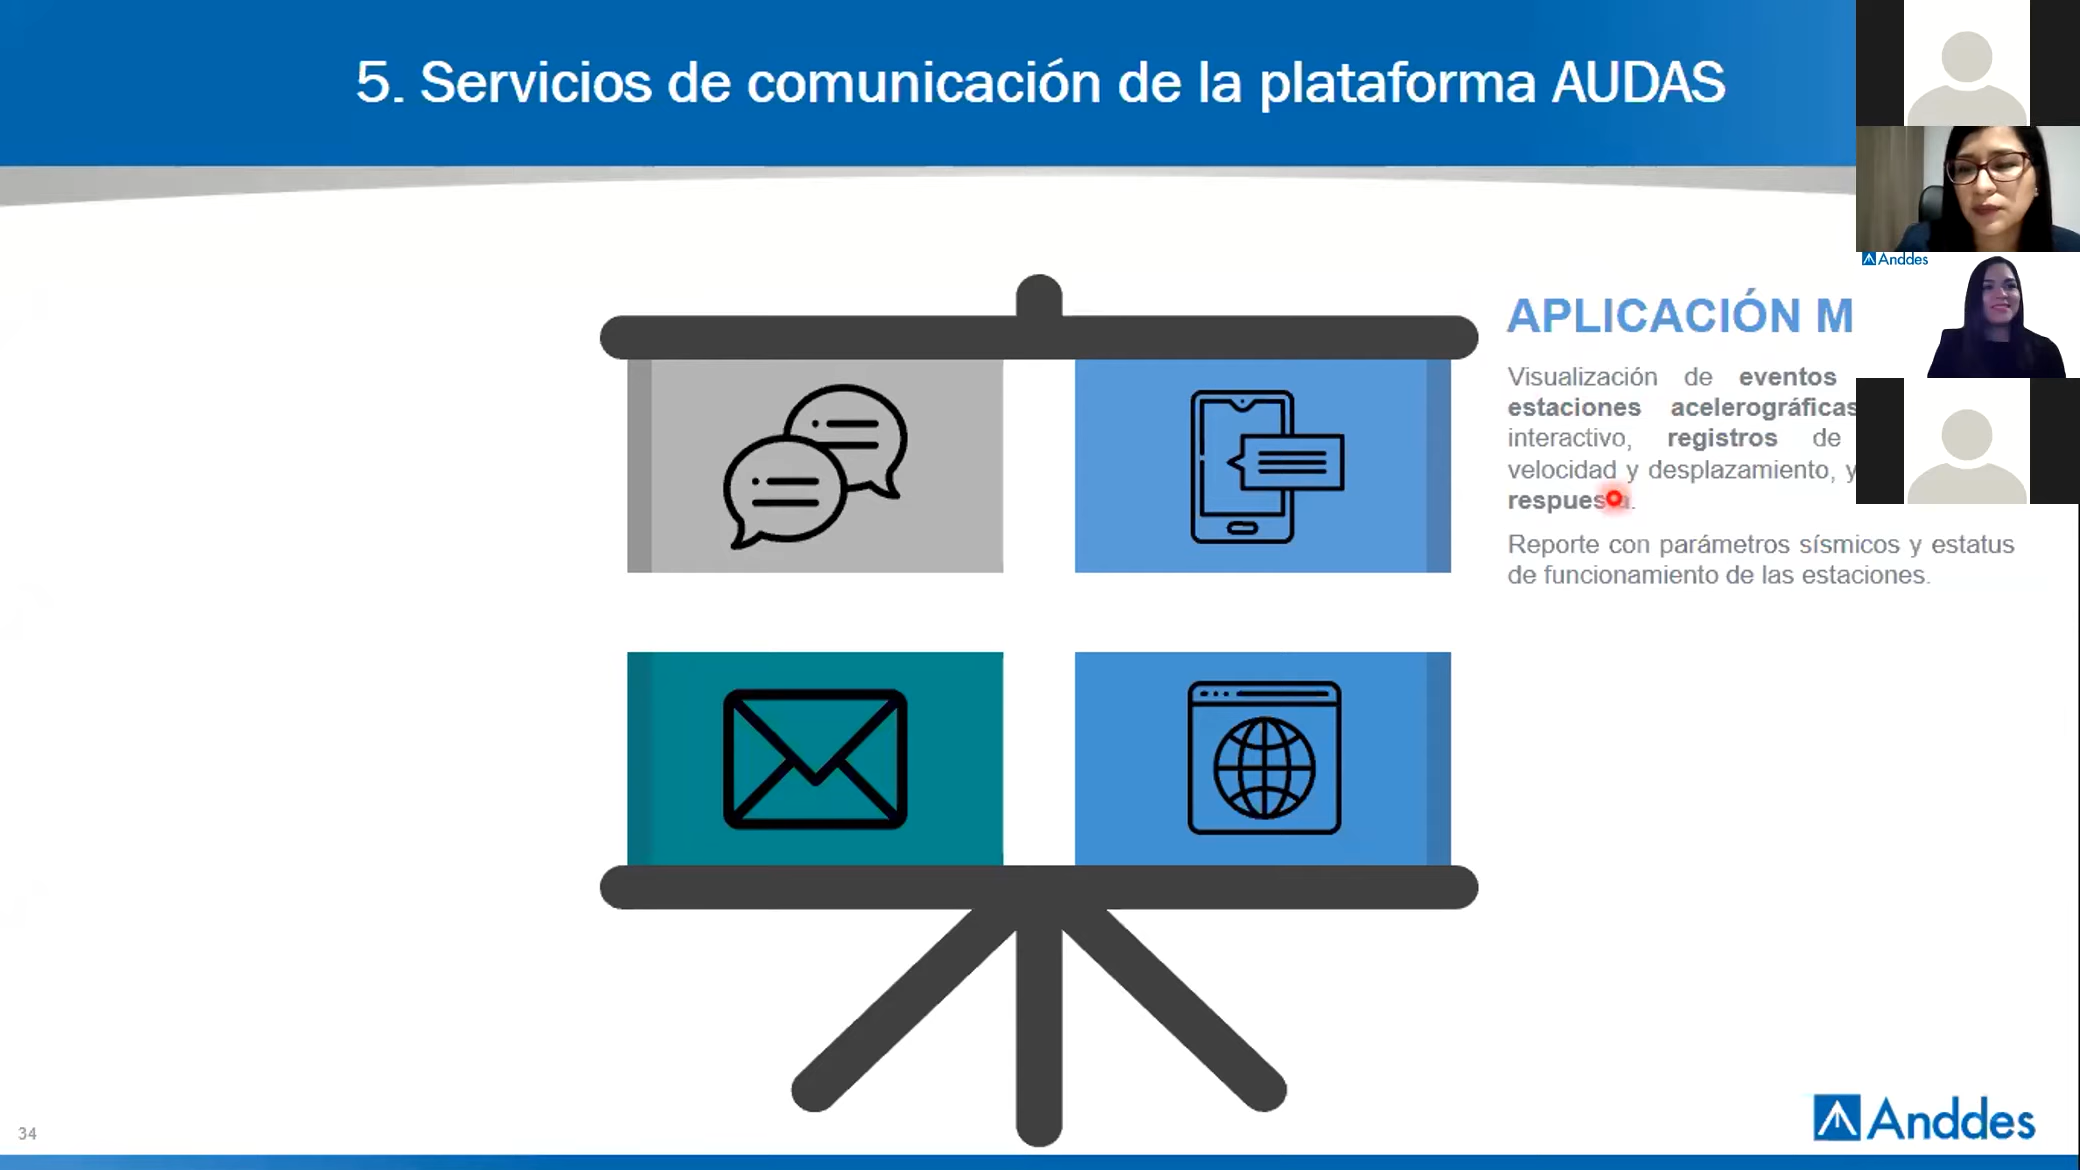 5. Servicios de comunicación de la plataforma AUDAS
Anddes
APLICACIÓN M
Visualización de eventos
estaciones acelerográficas
interactivo, registros de
velocidad y desplazamiento, y
Reporte con parámetros sísmicos y estatus
de funcionamiento de las estaciones.
34
Anddes